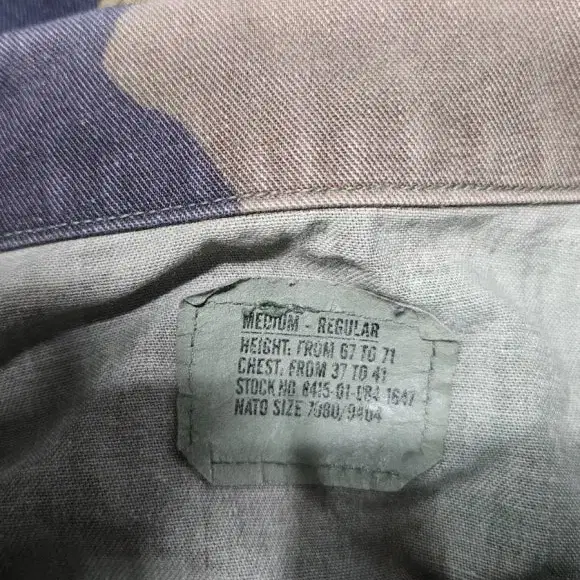 MEDIUM - REGULAR
HEIGHT: FROM 67 TO 71
CHEST: FROM 37 TO 41
STOCK NO 8415-01-084-1647
NATO SIZE 7080/9404